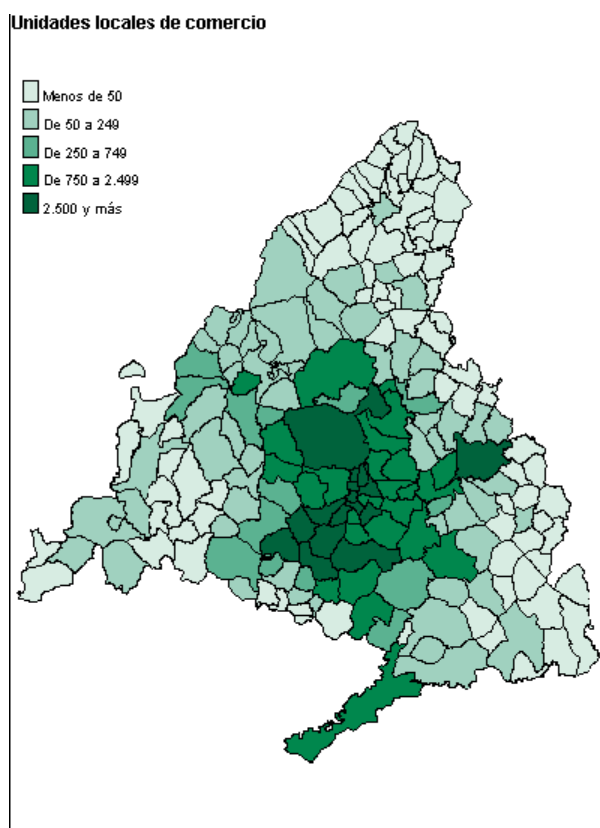 Unidades locales de comercio
Menos de 50
De 50 a 249
De 250 a 749
De 750 a 2.499
2.500 y más